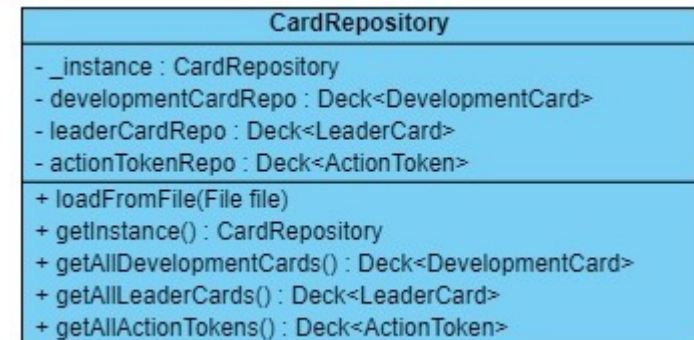 CardRepository
- _instance : CardRepository
- developmentCardRepo : Deck<DevelopmentCard>
- leaderCardRepo : Deck<LeaderCard>
- actionTokenRepo : Deck<ActionToken>
+ loadFromFile(File file)
+ getInstance() : CardRepository
+ getAllDevelopmentCards() : Deck<DevelopmentCard>
+ getAllLeaderCards() : Deck<LeaderCard>
+ getAllActionTokens() : Deck<ActionToken>